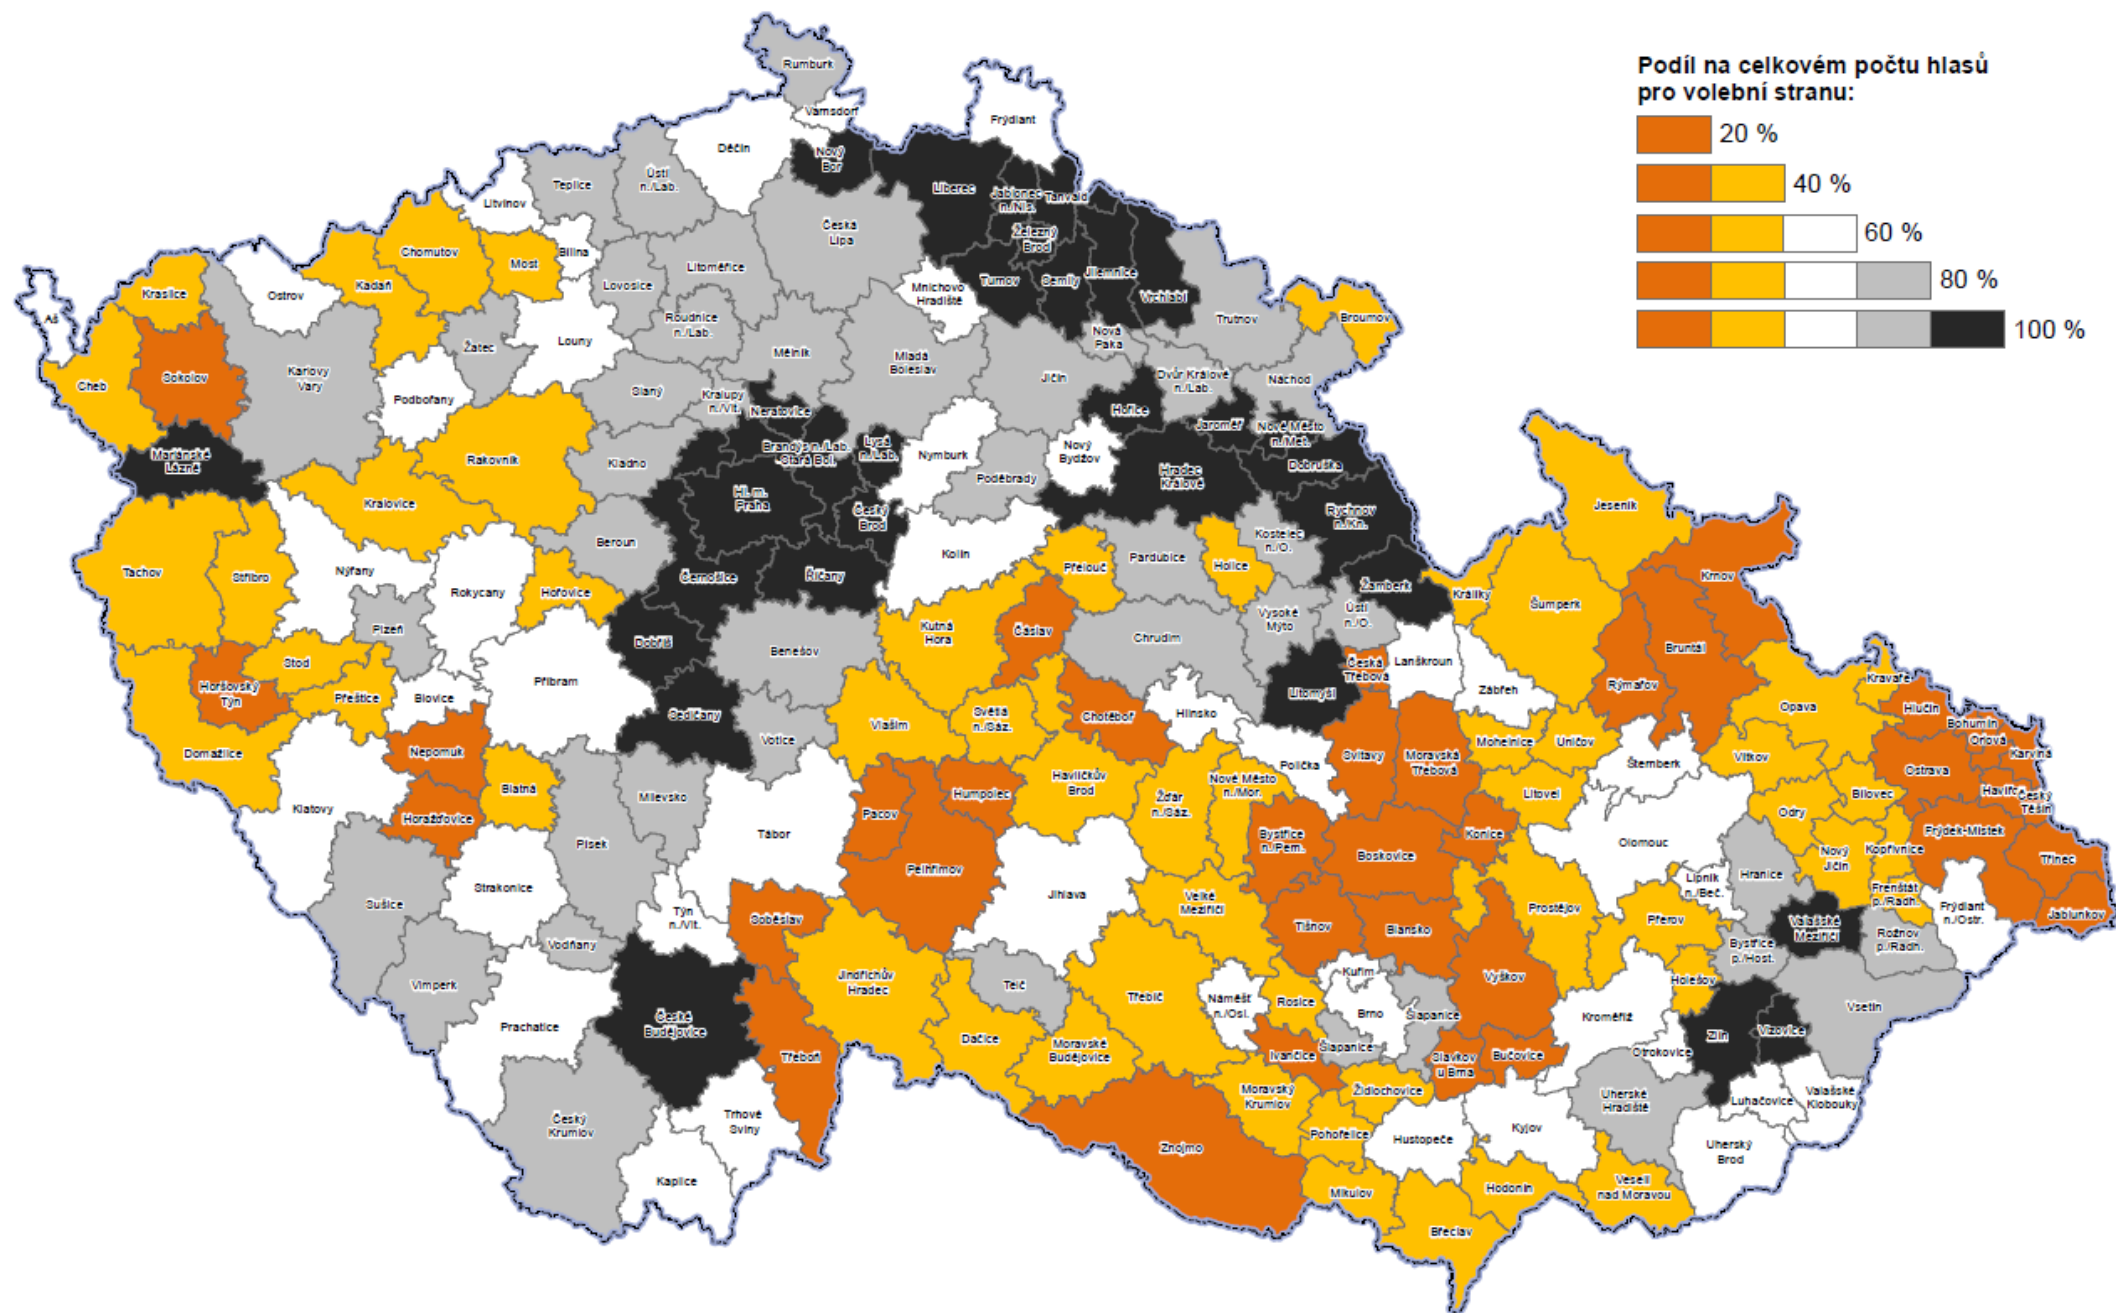 Podíl na celkovém počtu hlasů
pro volební stranu:
20 %
40 %
60 %
80 %
100 %
Rumburk
Varnsdorf
Frýdlant
Děčín
Nový
Bor
Ústí
n./Lab.
Teplice
Liberec
Jablonec
n./Nis.
Tanvald
Litvínov
Česká
Lípa
Železný
Brod
Chomutov
Most
Bílina
Litoměřice
Lovosice
Turnov
Semily
Jilemnice
Vrchlabí
Mnichovo
Hradiště
Kraslice
Ostrov
Kadaň
Aš
Roudnice
n./Lab.
Trutnov
Broumov
Nová
Paka
Žatec
Louny
Mělník
Mladá
Boleslav
Jičín
Dvůr Králové
n./Lab.
Náchod
Cheb
Sokolov
Karlovy
Vary
Podbořany
Slaný
Kralupy
n./Vlt.
Neratovice
Hořice
Jaroměř
Nové Město
n./Met.
Mariánské
Lázně
Rakovník
Kladno
Brandýs n./Lab.
Stará Bol.
Lysá
n./Lab.
Nymburk
Poděbrady
Nový
Bydžov
Hradec
Králové
Dobruška
Kralovice
Hl. m.
Praha
Český
Brod
Rychnov
n./Kn.
Jeseník
Beroun
Kolín
Pardubice
Kostelec
n./O.
Tachov
Stříbro
Nýřany
Rokycany
Hořovice
Černošice
Říčany
Přelouč
Holice
Žamberk
Králíky
Šumperk
Krnov
Plzeň
Dobříš
Benešov
Kutná
Hora
Čáslav
Chrudim
Vysoké
Mýto
Ústí
n./O.
Horšovský
Týn
Stod
Přeštice
Blovice
Příbram
Česká
Třebová
Lanškroun
Zábřeh
Rýmařov
Bruntál
Sedlčany
Votice
Vlašim
Světlá
n./Sáz.
Chotěboř
Hlinsko
Litomyšl
Opava
Kravaře
Hlučín
Bohumín
Orlová
Karviná
Domažlice
Nepomuk
Polička
Svitavy
Moravská
Třebová
Mohelnice
Uničov
Šternberk
Vítkov
Ostrava
Klatovy
Horažďovice
Blatná
Milevsko
Tábor
Pacov
Humpolec
Havlíčkův
Brod
Žďár
n./Sáz.
Nové Město
n./Mor.
Litovel
Bílovec
Český
Těšín
Písek
Pelhřimov
Bystřice
n./Pern.
Boskovice
Konice
Olomouc
Odry
Frýdek-Místek
Strakonice
Jihlava
Nový
Jičín
Kopřivnice
Třinec
Sušice
Týn
n./Vlt.
Soběslav
Velké
Meziříčí
Tišnov
Blansko
Prostějov
Přerov
Lipník
n./Beč.
Hranice
Frenštát
p./Radh.
Frýdlant
n./Ostr.
Jablunkov
Vodňany
Vimperk
Jindřichův
Hradec
Telč
Třebíč
Náměšť
n./Osl.
Kuřim
Vyškov
Bystřice
p./Host.
Valašské
Meziříčí
Rožnov
p./Radh.
Prachatice
České
Budějovice
Třeboň
Dačice
Moravské
Budějovice
Rosice
Brno
Šlapanice
Šlapanice
Ivančice
Slavkov
u Brna
Bučovice
Kroměříž
Holešov
Otrokovice
Zlín
Vizovice
Vsetín
Český
Krumlov
Trhové
Sviny
Kaplice
Moravský
Krumlov
Židlochovice
Pohořelice
Hustopeče
Kyjov
Uherské
Hradiště
Luhačovice
Valašské
Klobouky
Uherský
Brod
Znojmo
Mikulov
Břeclav
Hodonín
Veselí
nad Moravou